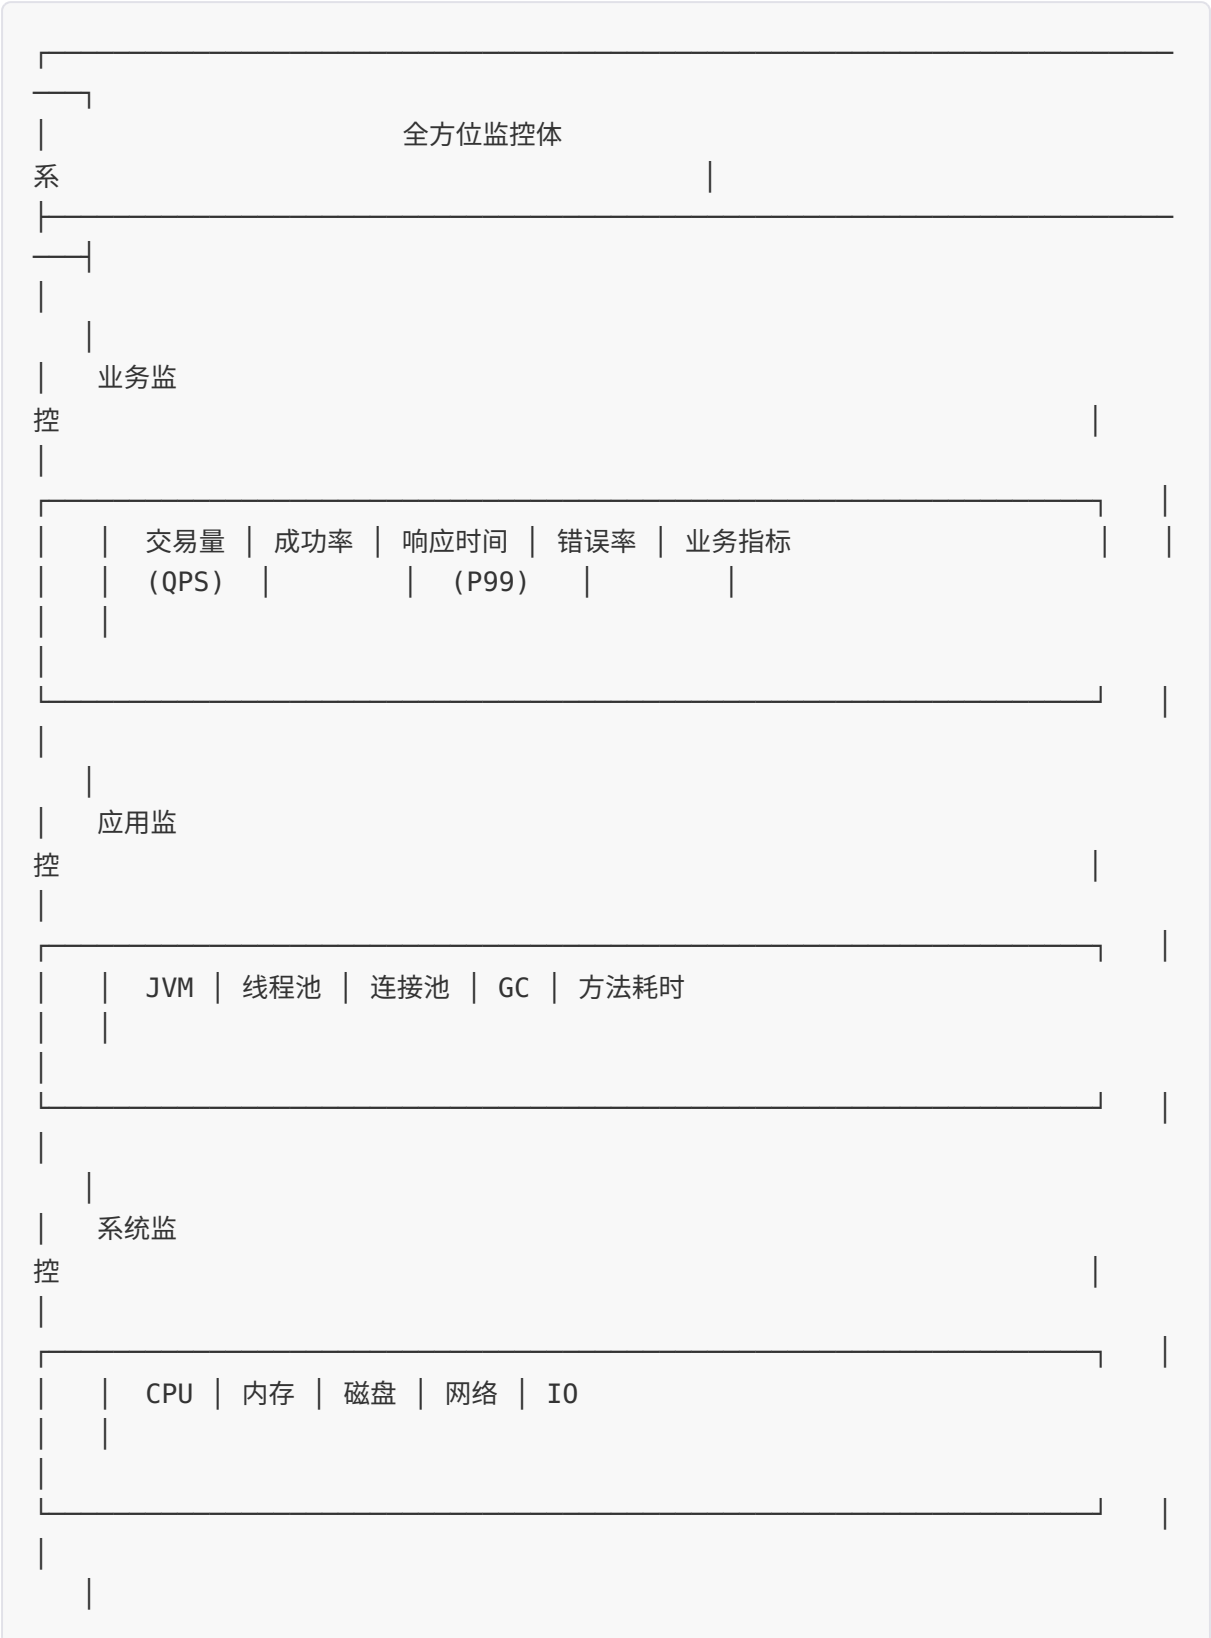 ┌──────────────────────────────────────────────────────────────────────
───┐
│                      全方位监控体
系                                        │
├──────────────────────────────────────────────────────────────────────
───┤
│
   │
│   业务监
控                                                                │
│
┌─────────────────────────────────────────────────────────────────┐   │
│   │  交易量 │ 成功率 │ 响应时间 │ 错误率 │ 业务指标                   │   │
│   │  (QPS)  │        │  (P99)   │        │
│   │
│
└─────────────────────────────────────────────────────────────────┘   │
│
   │
│   应用监
控                                                                │
│
┌─────────────────────────────────────────────────────────────────┐   │
│   │  JVM │ 线程池 │ 连接池 │ GC │ 方法耗时
│   │
│
└─────────────────────────────────────────────────────────────────┘   │
│
   │
│   系统监
控                                                                │
│
┌─────────────────────────────────────────────────────────────────┐   │
│   │  CPU │ 内存 │ 磁盘 │ 网络 │ IO
│   │
│
└─────────────────────────────────────────────────────────────────┘   │
│
   │